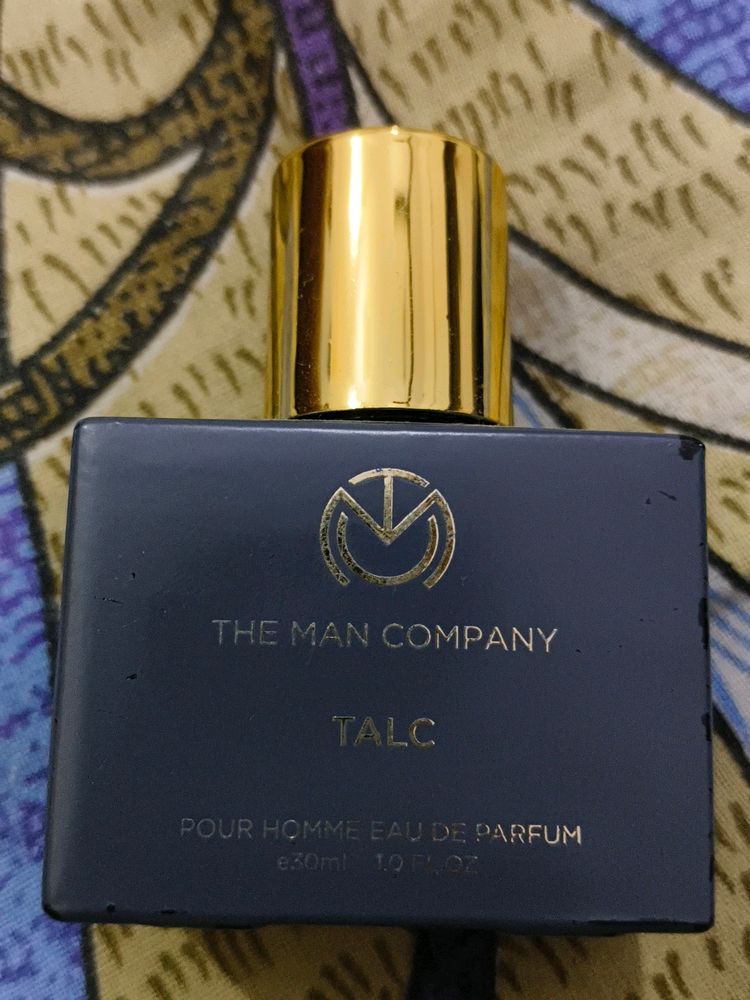 THE MAN COMPANY
TALC
POUR HOMME EAU DE PARFUM
e30ml 1.0 FL.OZ